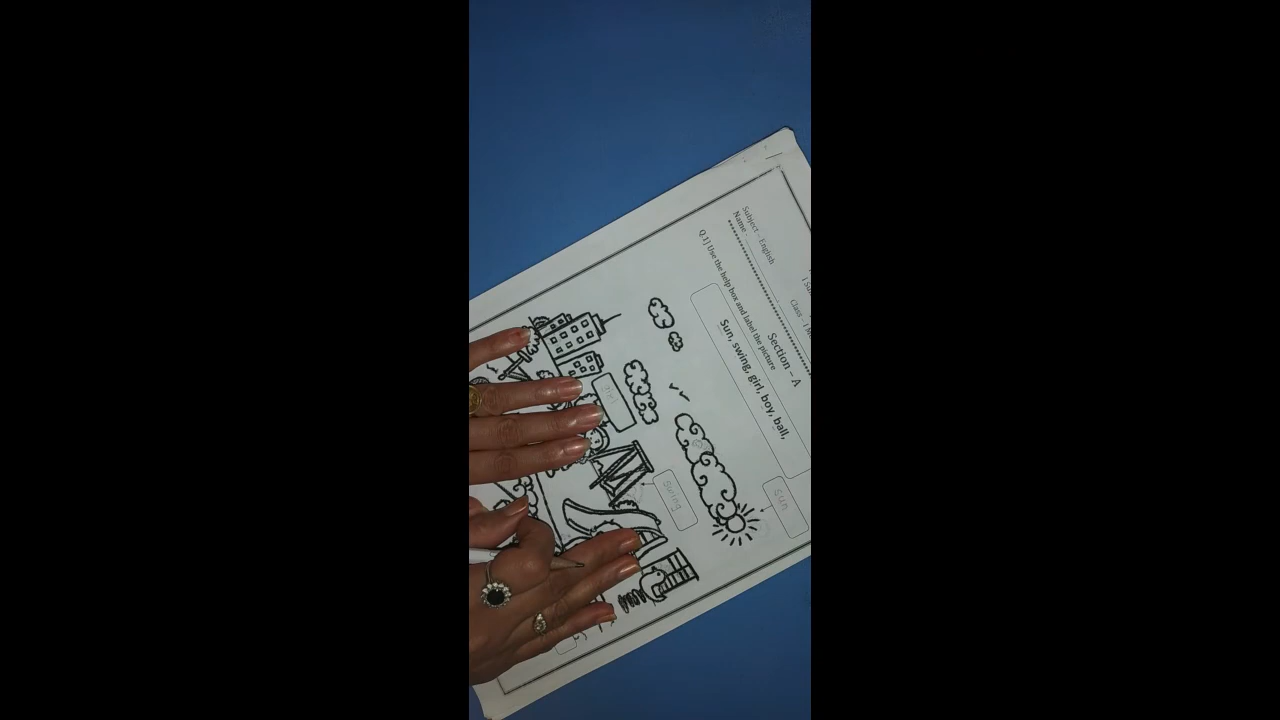 Class – I
Subject – English
Name
Section – A
Q.1] Use the help box and label the picture
Sun, swing, girl, boy, ball,
sun
swing
girl